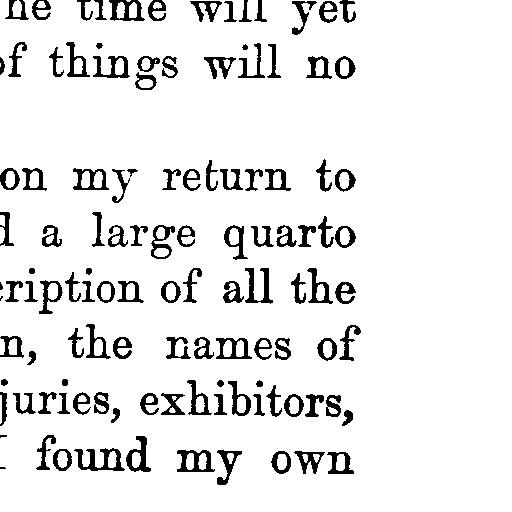 he time will yet
of things will no
on my return to
d a large quarto
cription of all the
n, the names of
juries, exhibitors,
I found my own